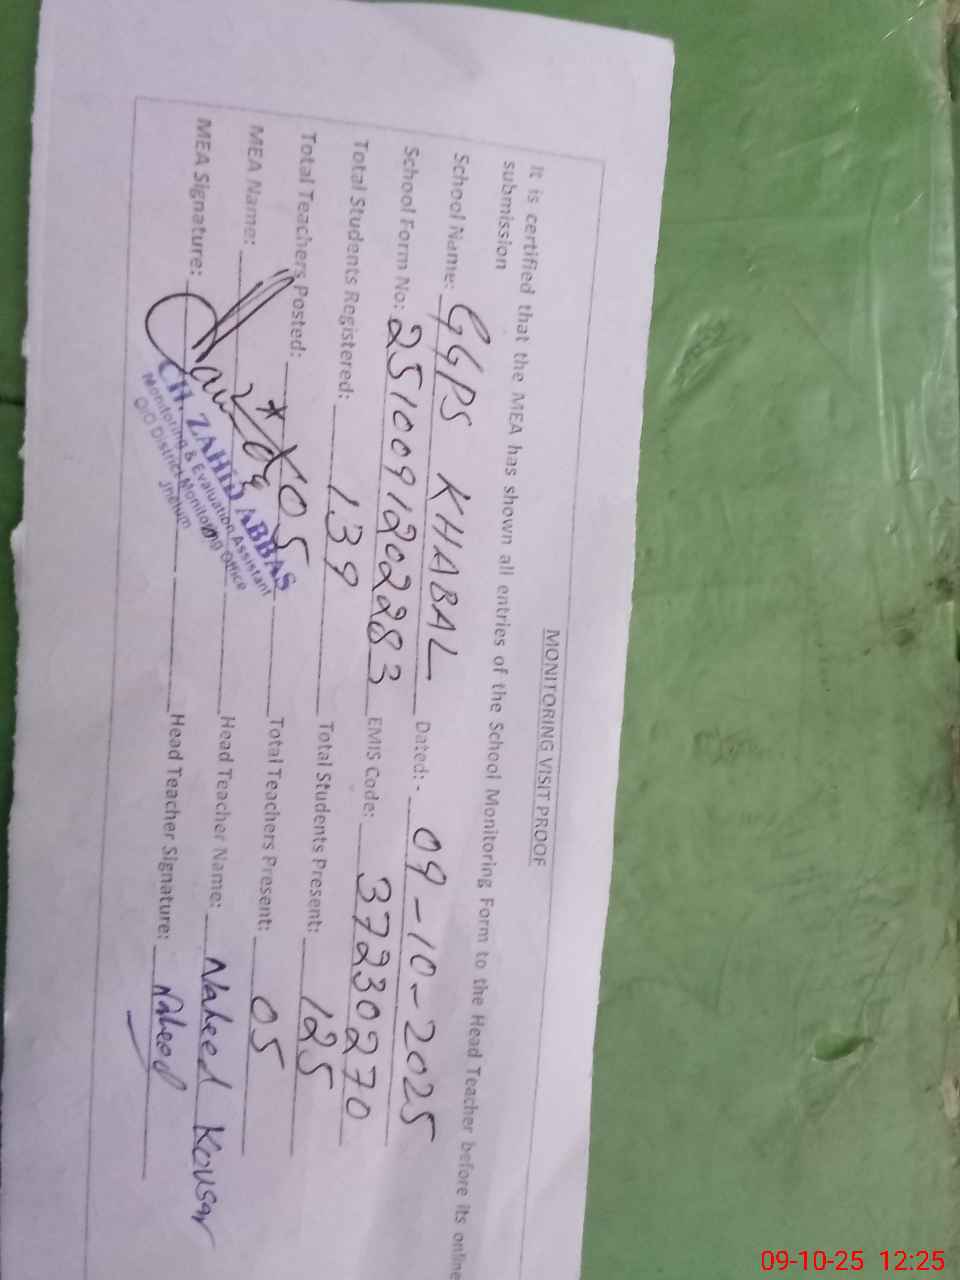 MONITORING VISIT PROOF
It is certified that the MEA has shown all entries of the School Monitoring Form to the Head Teacher before its online
submission
School Name: GGPS KHABAL Dated:- 09-10-2025
School Form No: 2510091202283 EMIS Code: 37230270
Total Students Registered: 139 Total Students Present: 125
Total Teachers Posted: 05 Total Teachers Present: 05
MEA Name: Head Teacher Name: Naheed Kousar
MEA Signature: Head Teacher Signature: Naheed
CH. ZAHID ABBAS
Monitoring & Evaluation Assistant
O/O District Monitoring Office
Jhelum
09-10-25 12:25